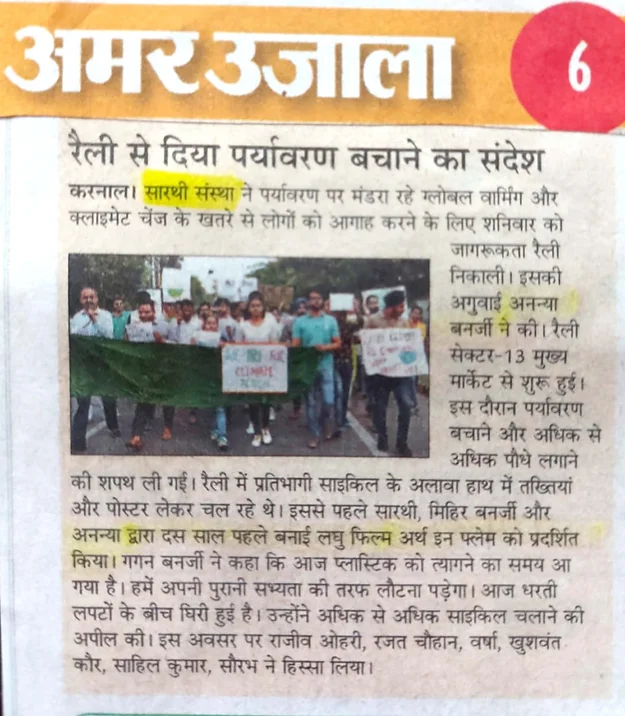 अमर उजाला
6
रैली से दिया पर्यावरण बचाने का संदेश
करनाल। सारथी संस्था ने पर्यावरण पर मंडरा रहे ग्लोबल वार्मिंग और
क्लाइमेट चेंज के खतरे से लोगों को आगाह करने के लिए शनिवार को
जागरूकता रैली
निकाली। इसकी
अगुवाई अनन्या
बनर्जी ने की। रैली
सेक्टर-13 मुख्य
मार्केट से शुरू हुई।
इस दौरान पर्यावरण
बचाने और अधिक से
अधिक पौधे लगाने
CLIMATE
की शपथ ली गई। रैली में प्रतिभागी साइकिल के अलावा हाथ में तख्तियां
और पोस्टर लेकर चल रहे थे। इससे पहले सारथी, मिहिर बनर्जी और
अनन्या द्वारा दस साल पहले बनाई लघु फिल्म अर्थ इन फ्लेम को प्रदर्शित
किया। गगन बनर्जी ने कहा कि आज प्लास्टिक को त्यागने का समय आ
गया है। हमें अपनी पुरानी सभ्यता की तरफ लौटना पड़ेगा। आज धरती
लपटों के बीच घिरी हुई है। उन्होंने अधिक से अधिक साइकिल चलाने की
अपील की। इस अवसर पर राजीव ओहरी, रजत चौहान, वर्षा, खुशवंत
कौर, साहिल कुमार, सौरभ ने हिस्सा लिया।